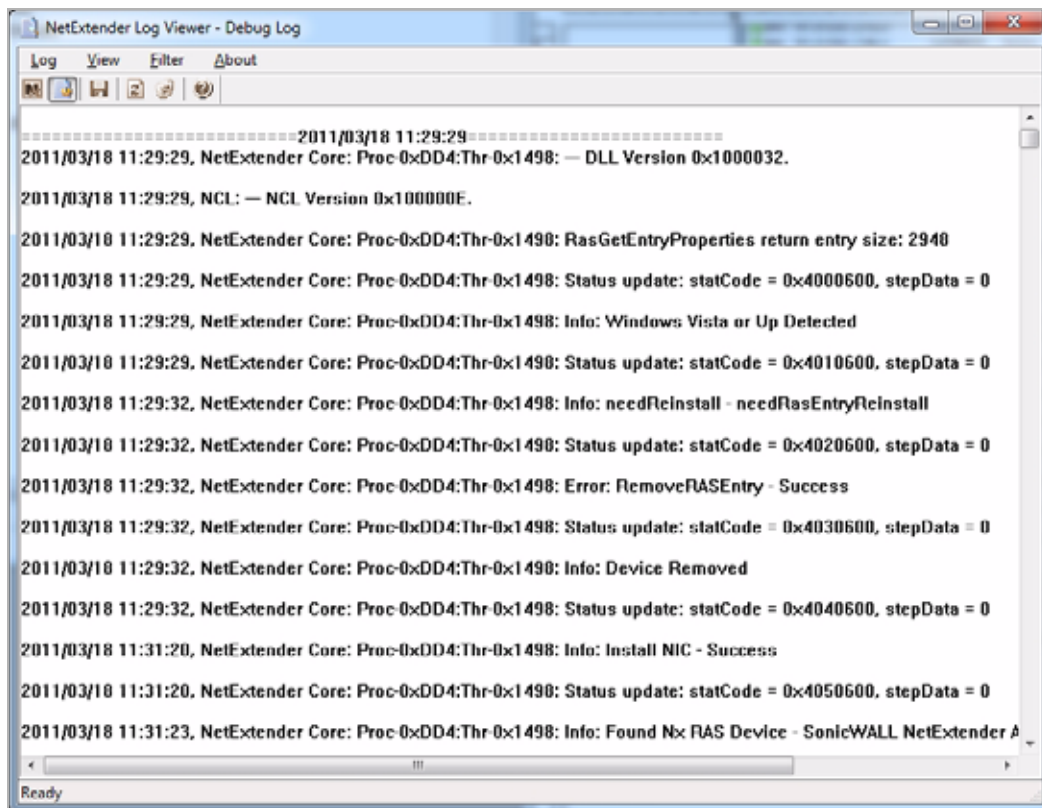 NetExtender Log Viewer - Debug Log
Log View Filter About
===========================2011/03/18 11:29:29=========================
2011/03/18 11:29:29, NetExtender Core: Proc-0xDD4:Thr-0x1498: — DLL Version 0x1000032.
2011/03/18 11:29:29, NCL: — NCL Version 0x100000E.
2011/03/18 11:29:29, NetExtender Core: Proc-0xDD4:Thr-0x1498: RasGetEntryProperties return entry size: 2948
2011/03/18 11:29:29, NetExtender Core: Proc-0xDD4:Thr-0x1498: Status update: statCode = 0x4000600, stepData = 0
2011/03/18 11:29:29, NetExtender Core: Proc-0xDD4:Thr-0x1498: Info: Windows Vista or Up Detected
2011/03/18 11:29:29, NetExtender Core: Proc-0xDD4:Thr-0x1498: Status update: statCode = 0x4010600, stepData = 0
2011/03/18 11:29:32, NetExtender Core: Proc-0xDD4:Thr-0x1498: Info: needReinstall - needRasEntryReinstall
2011/03/18 11:29:32, NetExtender Core: Proc-0xDD4:Thr-0x1498: Status update: statCode = 0x4020600, stepData = 0
2011/03/18 11:29:32, NetExtender Core: Proc-0xDD4:Thr-0x1498: Error: RemoveRASEntry - Success
2011/03/18 11:29:32, NetExtender Core: Proc-0xDD4:Thr-0x1498: Status update: statCode = 0x4030600, stepData = 0
2011/03/18 11:29:32, NetExtender Core: Proc-0xDD4:Thr-0x1498: Info: Device Removed
2011/03/18 11:29:32, NetExtender Core: Proc-0xDD4:Thr-0x1498: Status update: statCode = 0x4040600, stepData = 0
2011/03/18 11:31:20, NetExtender Core: Proc-0xDD4:Thr-0x1498: Info: Install NIC - Success
2011/03/18 11:31:20, NetExtender Core: Proc-0xDD4:Thr-0x1498: Status update: statCode = 0x4050600, stepData = 0
2011/03/18 11:31:23, NetExtender Core: Proc-0xDD4:Thr-0x1498: Info: Found Nx RAS Device - SonicWALL NetExtender A
Ready